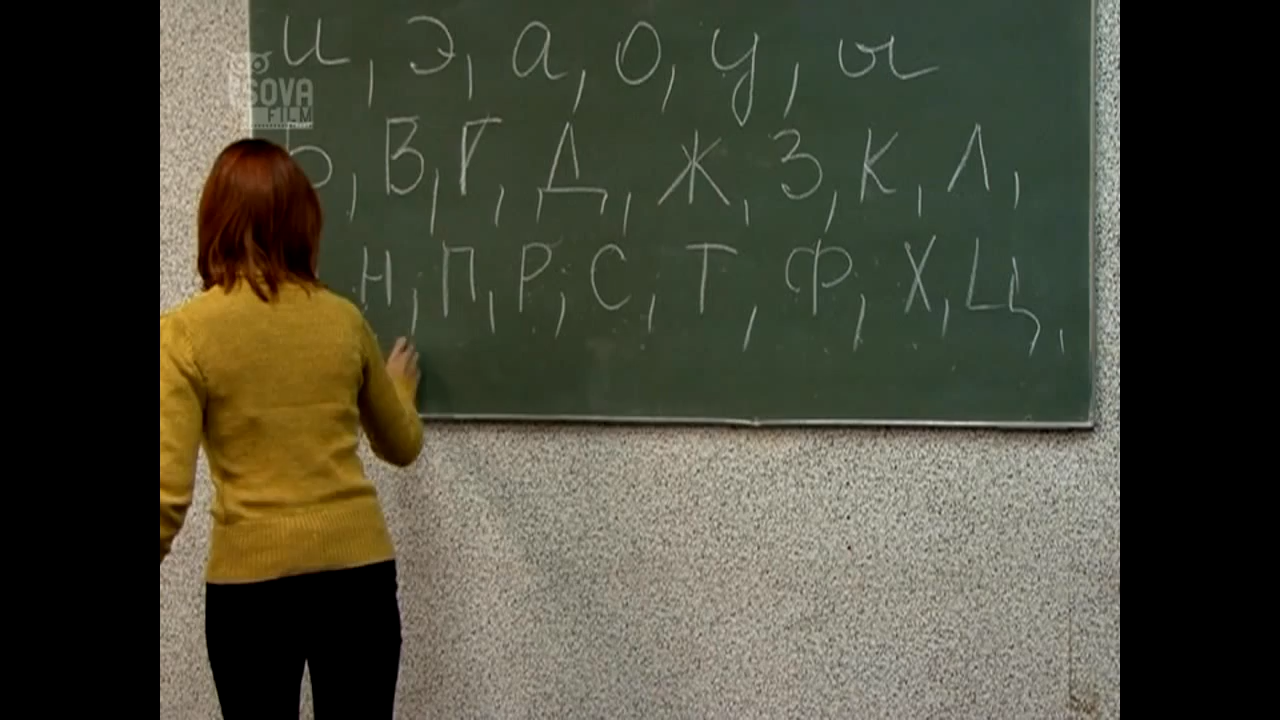 и, э, а, о, у, ы
SOVA
FILM
Б, В, Г, Д, Ж, З, К, Л,
Н, П, Р, С, Т, Ф, Х, Ц,